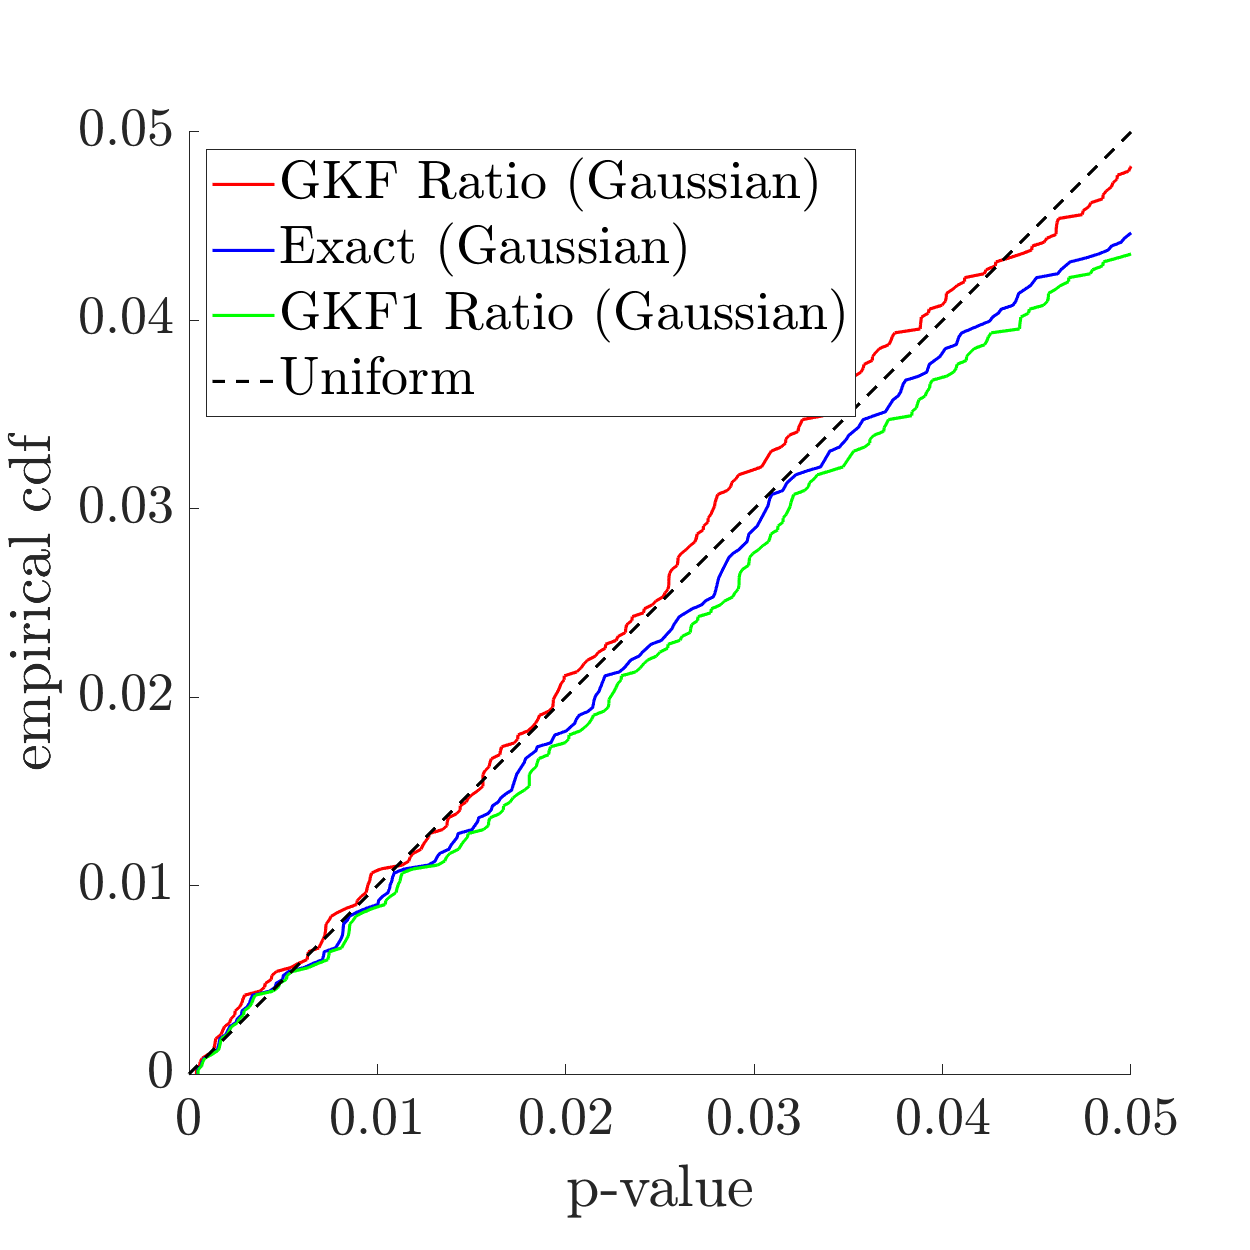 0.05
0.04
0.03
0.02
0.01
0
empirical cdf
GKF Ratio (Gaussian)
Exact (Gaussian)
GKF1 Ratio (Gaussian)
Uniform
0 0.01 0.02 0.03 0.04 0.05
p-value